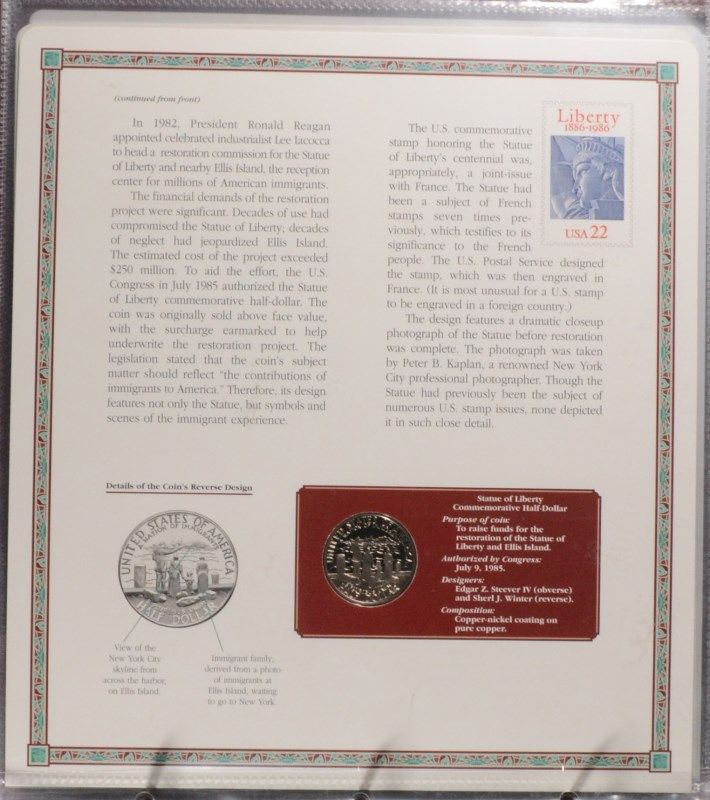 (continued from front)
In 1982, President Ronald Reagan
appointed celebrated industrialist Lee Iacocca
to head a restoration commission for the Statue
of Liberty and nearby Ellis Island, the reception
center for millions of American immigrants.
The financial demands of the restoration
project were significant. Decades of use had
compromised the Statue of Liberty; decades
of neglect had jeopardized Ellis Island.
The estimated cost of the project exceeded
$250 million. To aid the effort, the U.S.
Congress in July 1985 authorized the Statue
of Liberty commemorative half-dollar. The
coin was originally sold above face value,
with the surcharge earmarked to help
underwrite the restoration project. The
legislation stated that the coin's subject
matter should reflect "the contributions of
immigrants to America." Therefore, its design
features not only the Statue, but symbols and
scenes of the immigrant experience.
The U.S. commemorative
stamp honoring the Statue
of Liberty's centennial was,
appropriately, a joint-issue
with France. The Statue had
been a subject of French
stamps seven times pre-
viously, which testifies to its
significance to the French
people. The U.S. Postal Service designed
the stamp, which was then engraved in
France. (It is most unusual for a U.S. stamp
to be engraved in a foreign country.)
The design features a dramatic closeup
photograph of the Statue before restoration
was complete. The photograph was taken
by Peter B. Kaplan, a renowned New York
City professional photographer. Though the
Statue had previously been the subject of
numerous U.S. stamp issues, none depicted
it in such close detail.
Liberty
1886-1986
USA 22
Details of the Coin's Reverse Design
UNITED STATES OF AMERICA
A NATION OF IMMIGRANTS
HALF DOLLAR
View of the
New York City
skyline from
across the harbor,
on Ellis Island.
Immigrant family,
derived from a photo
of immigrants at
Ellis Island, waiting
to go to New York.
Statue of Liberty
Commemorative Half-Dollar
Purpose of coin:
To raise funds for the
restoration of the Statue of
Liberty and Ellis Island.
Authorized by Congress:
July 9, 1985.
Designers:
Edgar Z. Steever IV (obverse)
and Sherl J. Winter (reverse).
Composition:
Copper-nickel coating on
pure copper.